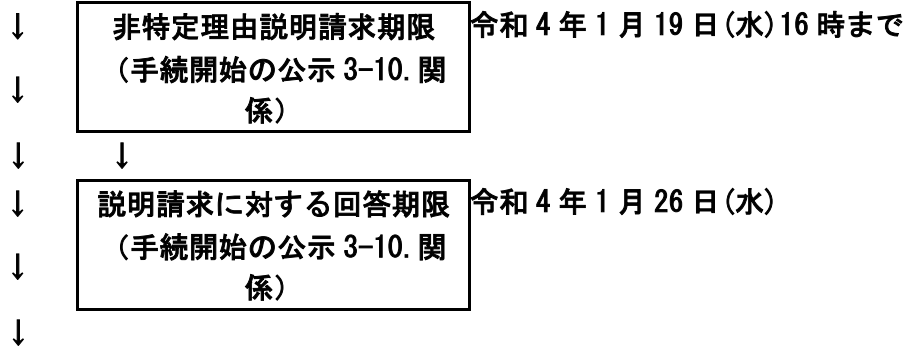 ↓ 非特定理由説明請求期限 令和4年1月19日(水)16時まで
(手続開始の公示3-10.関
↓
係)
↓ ↓
↓ 説明請求に対する回答期限 令和4年1月26日(水)
(手続開始の公示3-10.関
↓
係)
↓